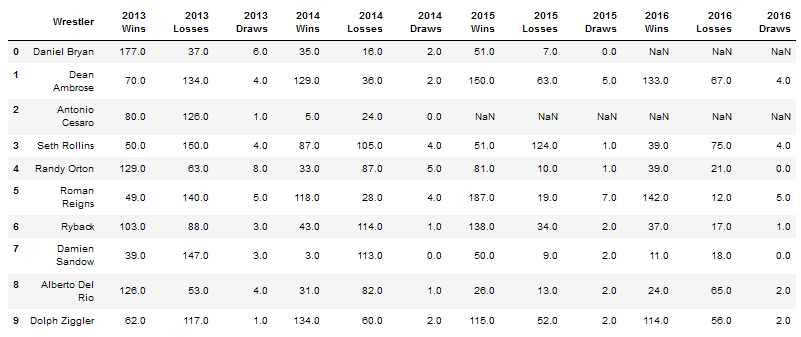 Wrestler 2013 Wins 2013 Losses 2013 Draws 2014 Wins 2014 Losses 2014 Draws 2015 Wins 2015 Losses 2015 Draws 2016 Wins 2016 Losses 2016 Draws
0 Daniel Bryan 177.0 37.0 6.0 35.0 16.0 2.0 51.0 7.0 0.0 NaN NaN NaN
1 Dean Ambrose 70.0 134.0 4.0 129.0 36.0 2.0 150.0 63.0 5.0 133.0 67.0 4.0
2 Antonio Cesaro 80.0 126.0 1.0 5.0 24.0 0.0 NaN NaN NaN NaN NaN NaN
3 Seth Rollins 50.0 150.0 4.0 87.0 105.0 4.0 51.0 124.0 1.0 39.0 75.0 4.0
4 Randy Orton 129.0 63.0 8.0 33.0 87.0 5.0 81.0 10.0 1.0 39.0 21.0 0.0
5 Roman Reigns 49.0 140.0 5.0 118.0 28.0 4.0 187.0 19.0 7.0 142.0 12.0 5.0
6 Ryback 103.0 88.0 3.0 43.0 114.0 1.0 138.0 34.0 2.0 37.0 17.0 1.0
7 Damien Sandow 39.0 147.0 3.0 3.0 113.0 0.0 50.0 9.0 2.0 11.0 18.0 0.0
8 Alberto Del Rio 126.0 53.0 4.0 31.0 82.0 1.0 26.0 13.0 2.0 24.0 65.0 2.0
9 Dolph Ziggler 62.0 117.0 1.0 134.0 60.0 2.0 115.0 52.0 2.0 114.0 56.0 2.0